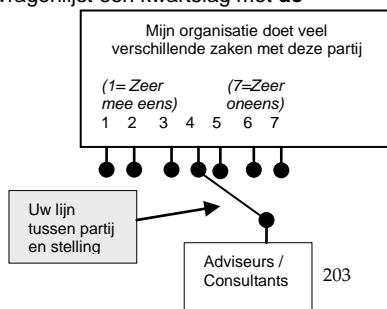 vragenlijst een kwartslag met de
Mijn organisatie doet veel
verschillende zaken met deze partij
(1= Zeer (7=Zeer
mee eens) oneens)
1 2 3 4 5 6 7
Uw lijn
tussen partij
en stelling
Adviseurs /
Consultants
203